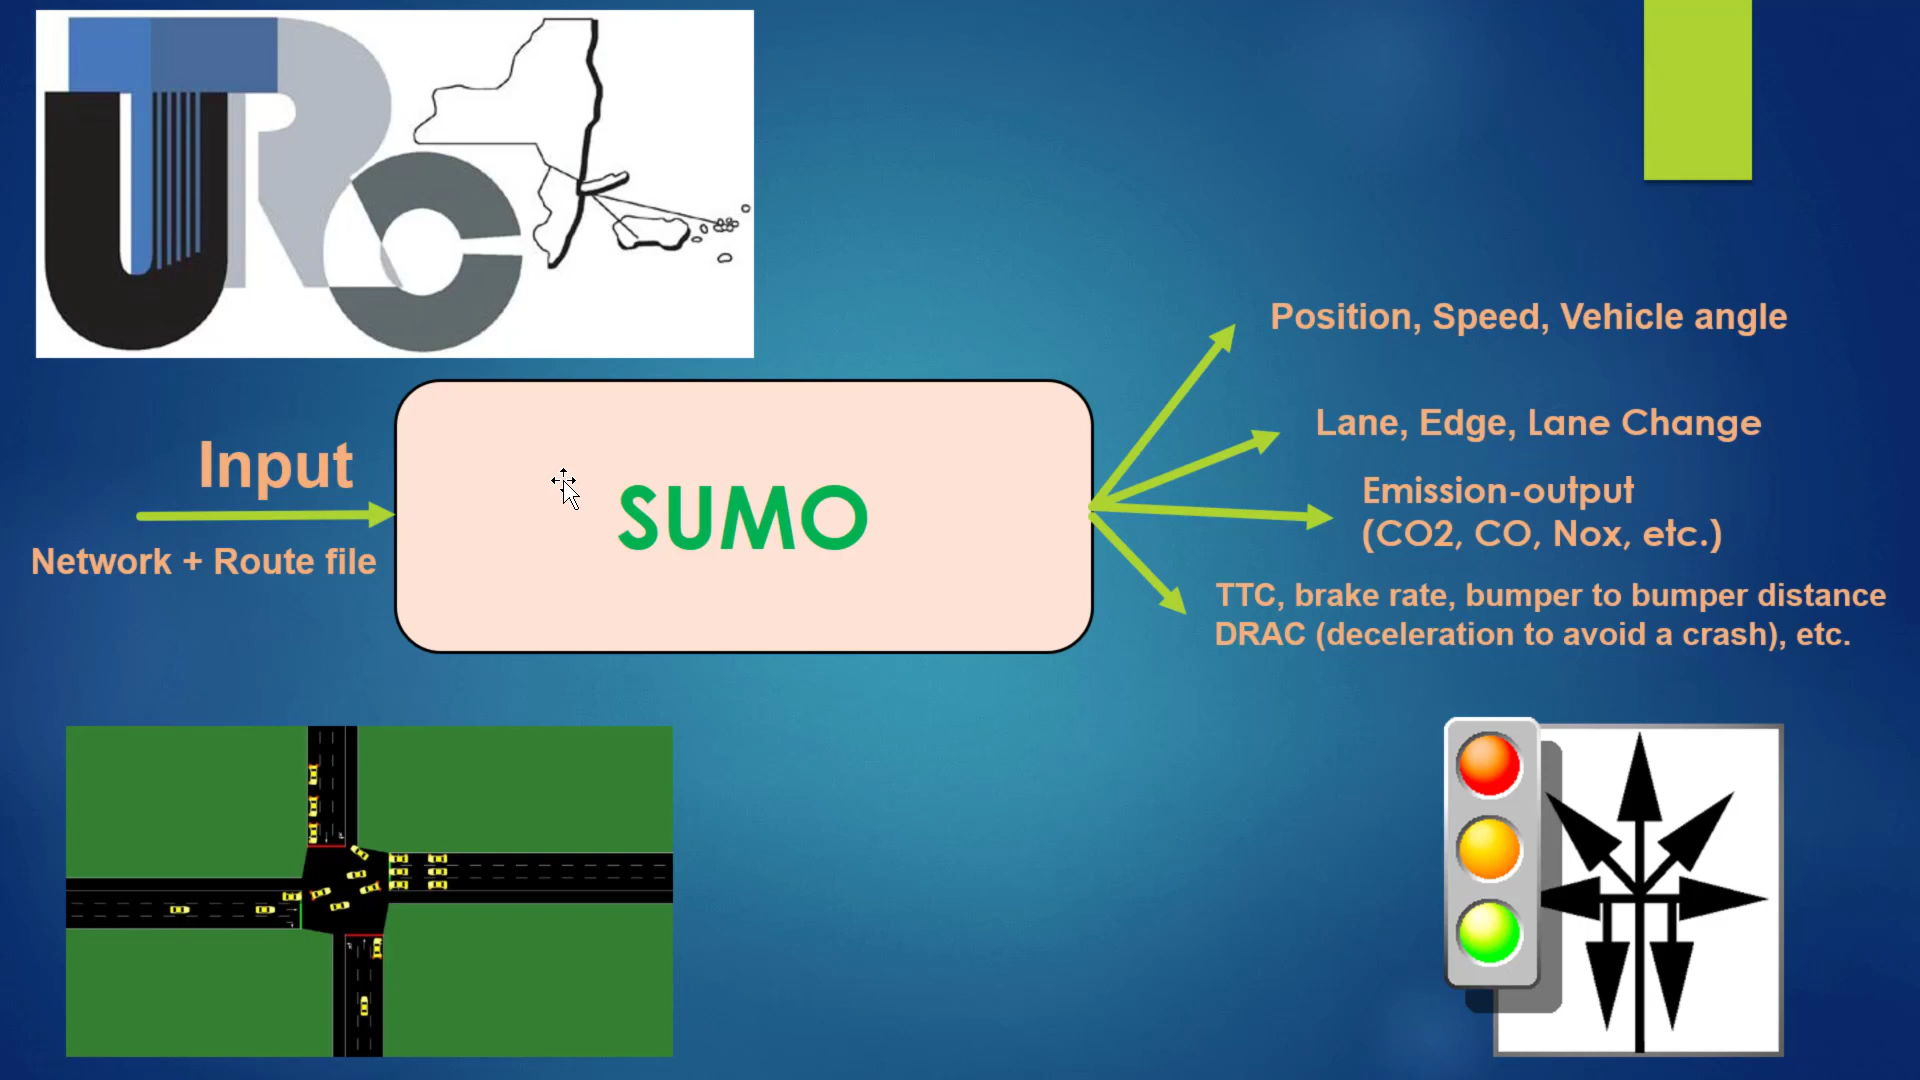 UTRC
Position, Speed, Vehicle angle
Lane, Edge, Lane Change
Input
Emission-output
(CO2, CO, Nox, etc.)
SUMO
Network + Route file
TTC, brake rate, bumper to bumper distance
DRAC (deceleration to avoid a crash), etc.